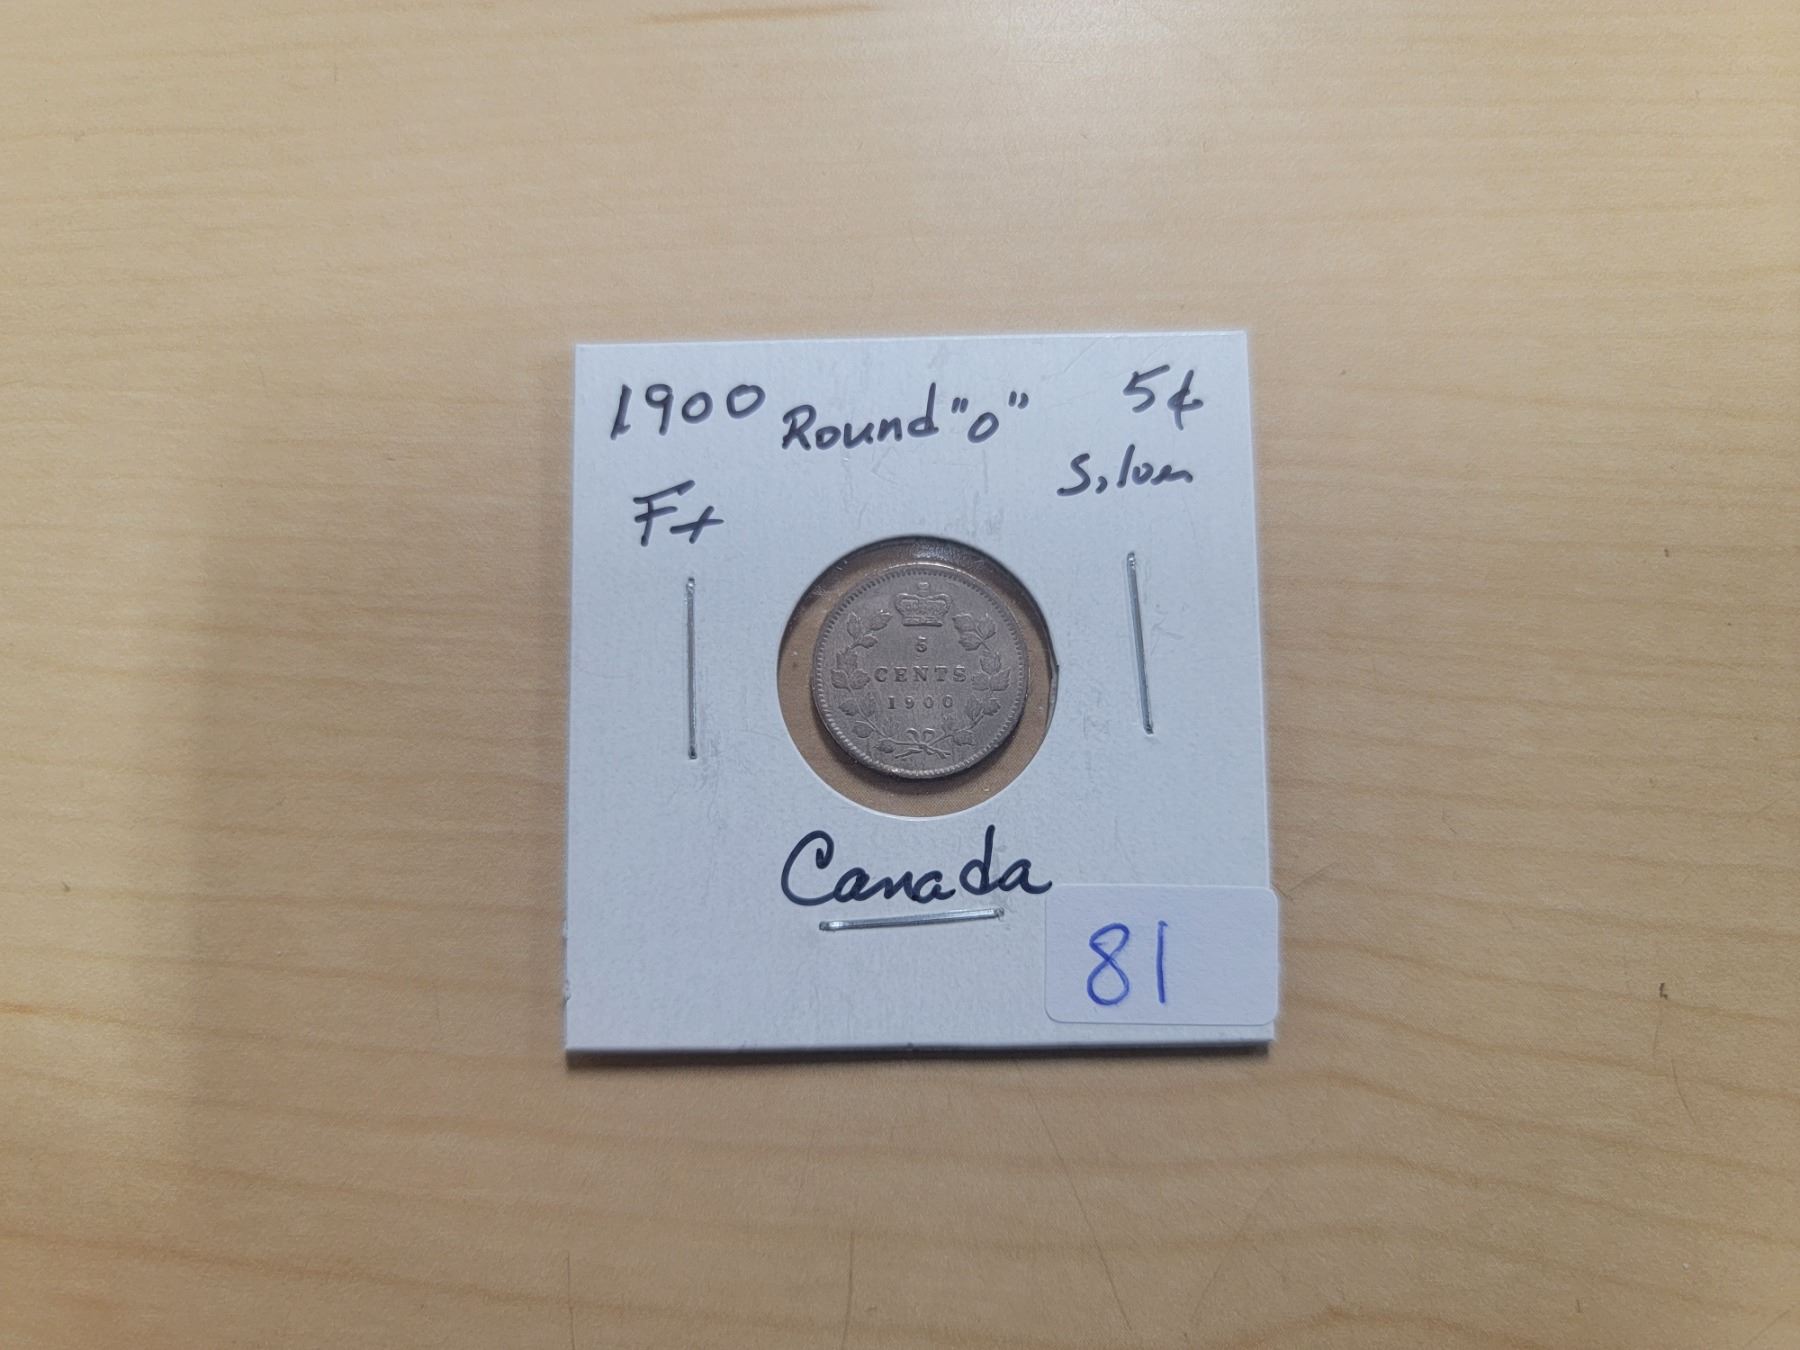 1900 Round "0" 5¢
F+ Silver
5
CENTS
1900
Canada
81